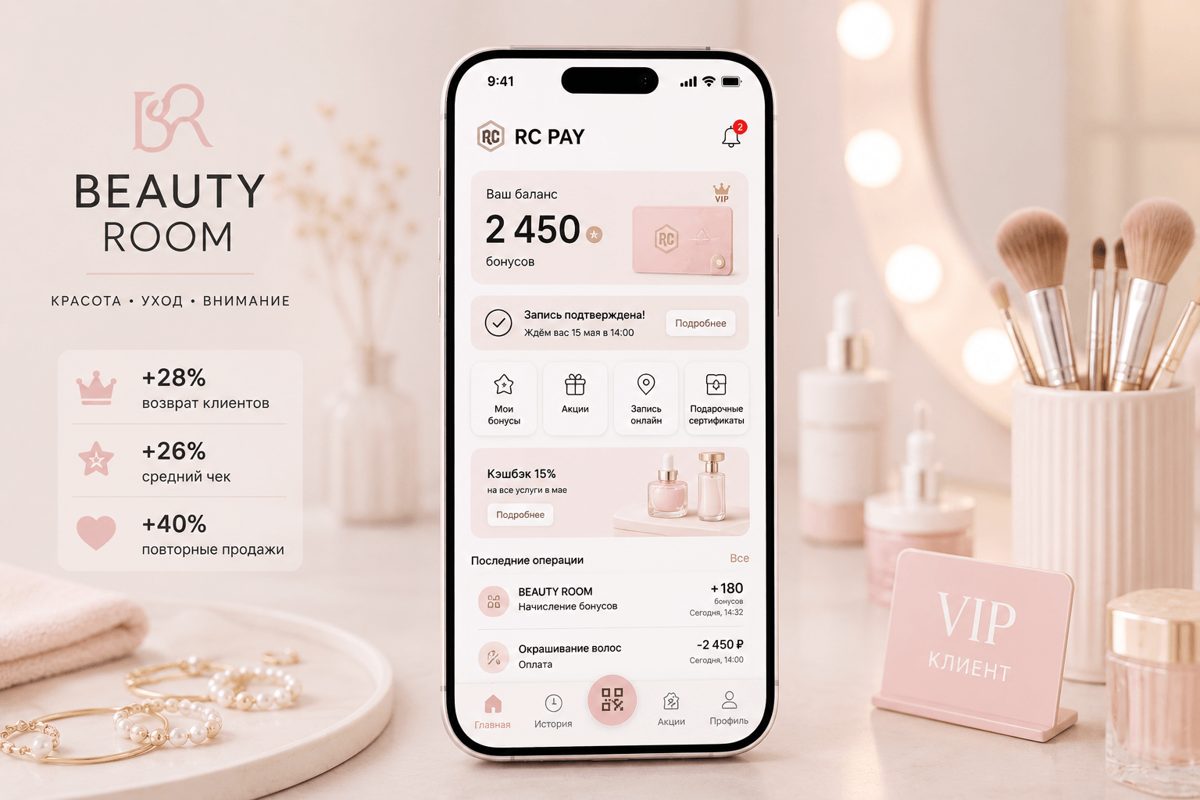 BR
BEAUTY
ROOM
КРАСОТА • УХОД • ВНИМАНИЕ
+28%
возврат клиентов
+26%
средний чек
+40%
повторные продажи
9:41
RC RC PAY
2
Ваш баланс
VIP
2 450
бонусов
RC
Запись подтверждена!
Ждём вас 15 мая в 14:00
Подробнее
Мои
бонусы
Акции
Запись
онлайн
Подарочные
сертификаты
Кэшбэк 15%
на все услуги в мае
Подробнее
Последние операции
Все
BEAUTY ROOM
Начисление бонусов
+180
бонусов
Сегодня, 14:32
Окрашивание волос
Оплата
-2 450 ₽
Сегодня, 14:00
Главная
История
Акции
Профиль
VIP
КЛИЕНТ